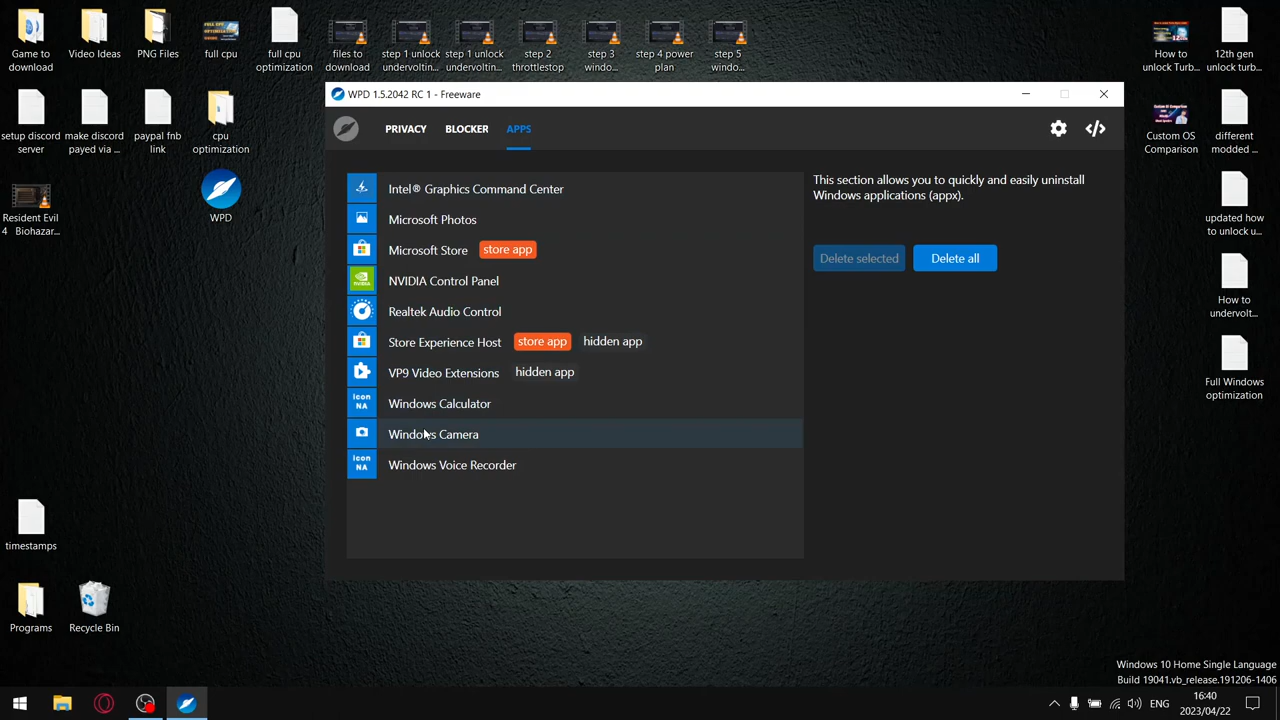 Game to
download
Video Ideas
PNG Files
full cpu
full cpu
optimization
files to
download
step 1 unlock
undervoltin...
step 1 unlock
undervoltin...
step 2
throttlestop
step 3
windo...
step 4 power
plan
step 5
windo...
How to
unlock Turb...
12th gen
unlock turb...
setup discord
server
make discord
payed via ...
paypal fnb
link
cpu
optimization
Custom OS
Comparison
different
modded ...
Resident Evil
4 Biohazar...
WPD
updated how
to unlock u...
How to
undervolt...
Full Windows
optimization
timestamps
Programs
Recycle Bin
WPD 1.5.2042 RC 1 - Freeware
PRIVACY
BLOCKER
APPS
Intel® Graphics Command Center
Microsoft Photos
Microsoft Store store app
NVIDIA Control Panel
Realtek Audio Control
Store Experience Host store app hidden app
VP9 Video Extensions hidden app
icon NA Windows Calculator
Windows Camera
icon NA Windows Voice Recorder
This section allows you to quickly and easily uninstall
Windows applications (appx).
Delete selected
Delete all
Windows 10 Home Single Language
Build 19041.vb_release.191206-1406
ENG
16:40
2023/04/22